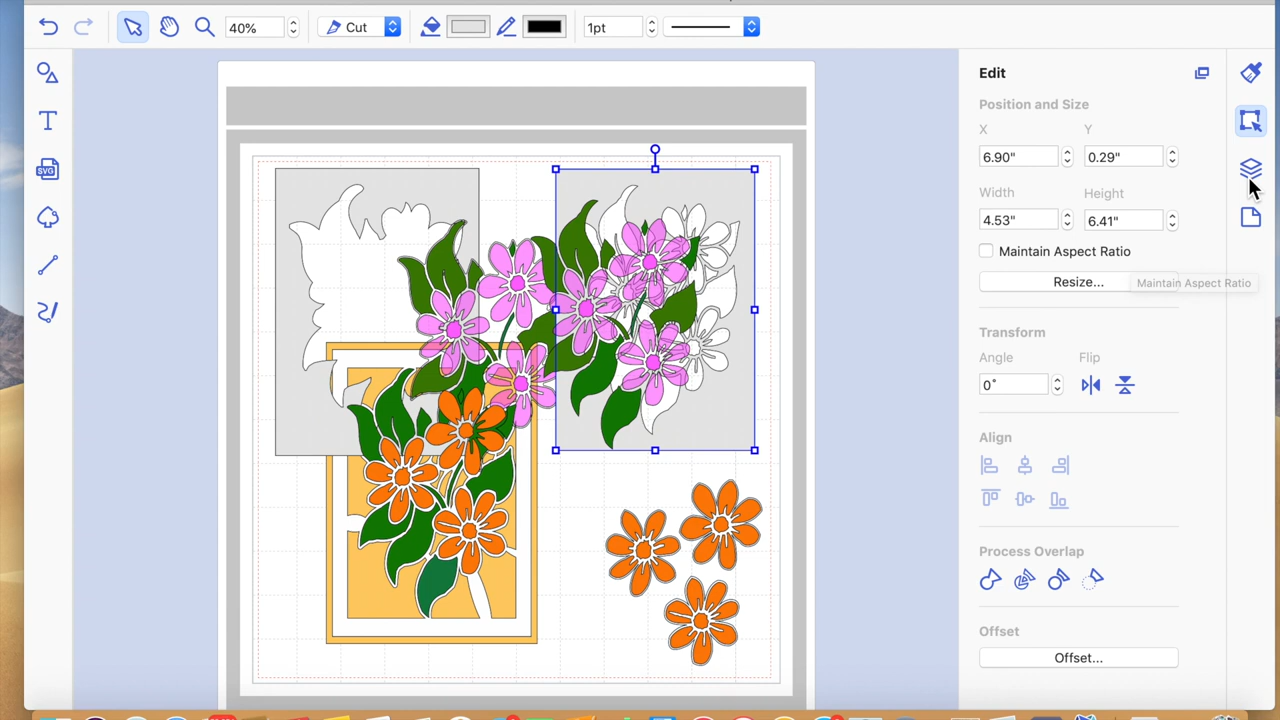 40%
Cut
1pt
T
SVG
Edit
Position and Size
X Y
6.90" 0.29"
Width Height
4.53" 6.41"
Maintain Aspect Ratio
Resize...
Maintain Aspect Ratio
Transform
Angle Flip
0°
Align
Process Overlap
Offset
Offset...